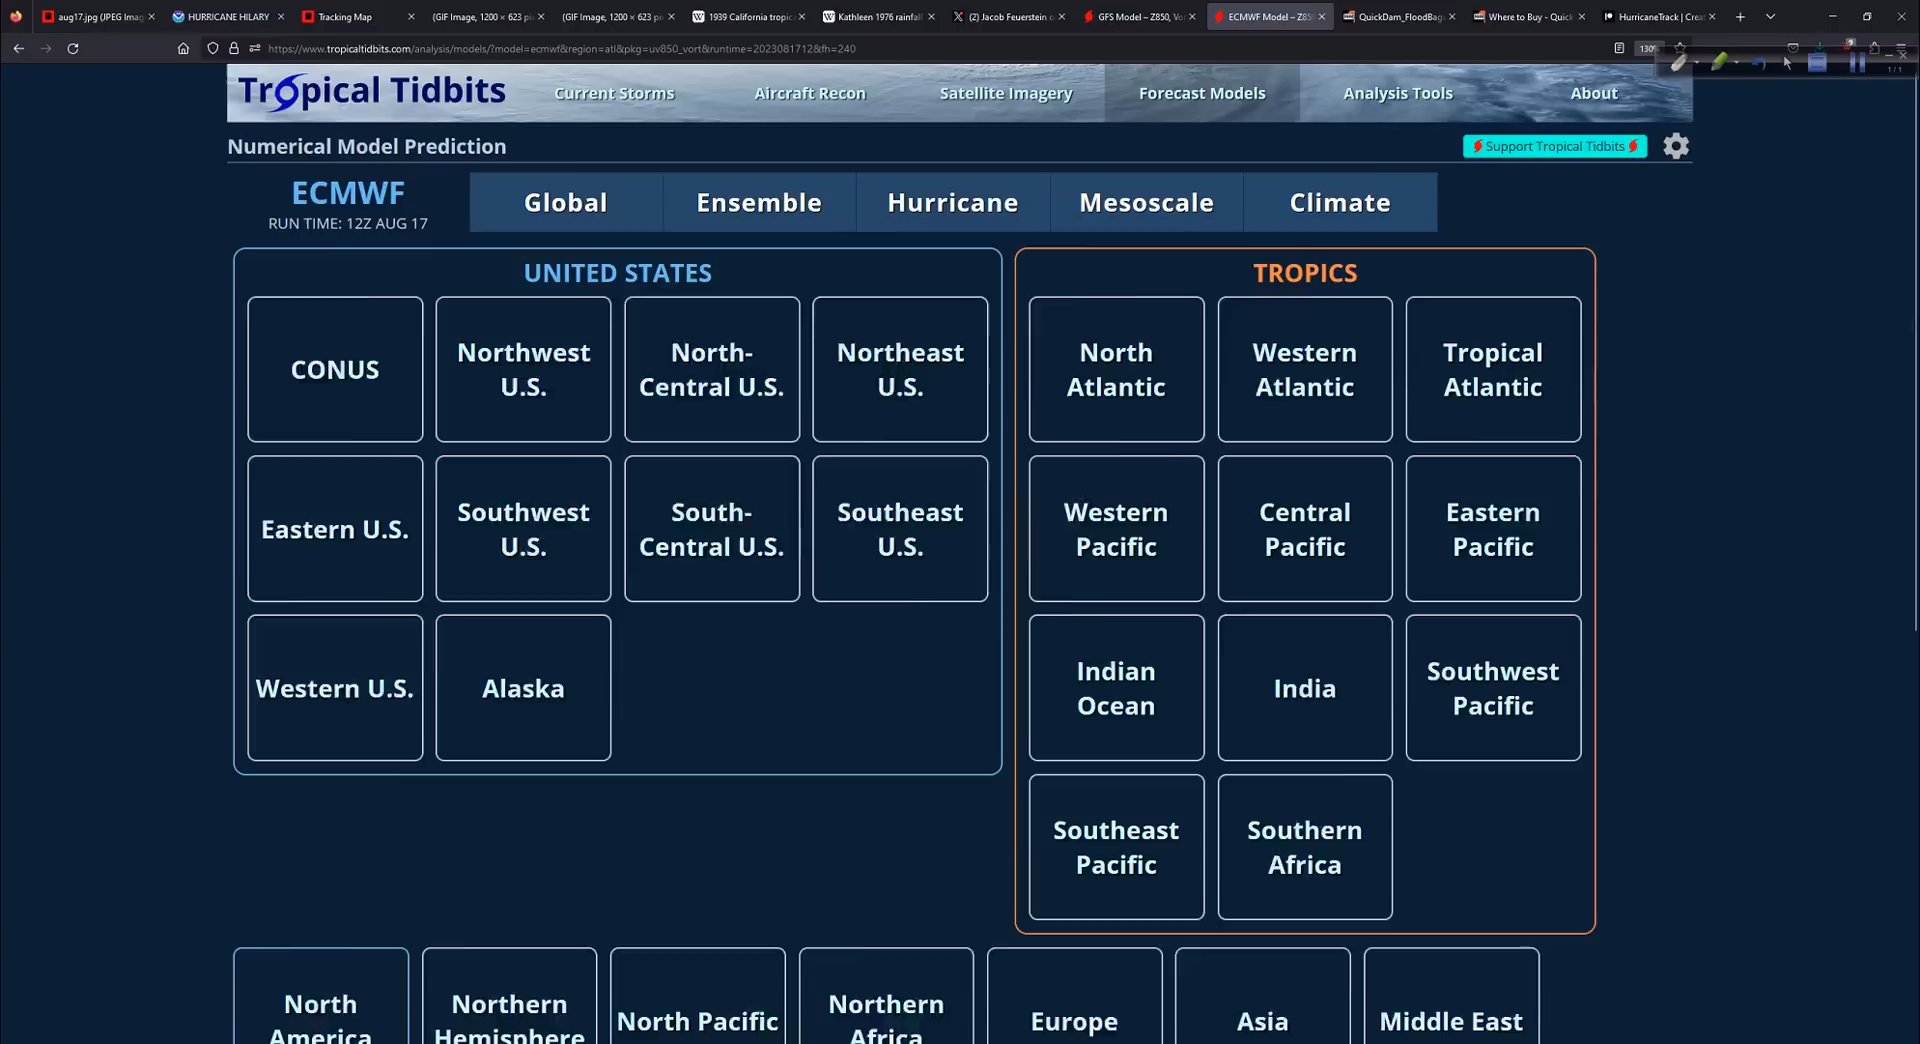 aug17.jpg (JPEG Imag
HURRICANE HILARY
Tracking Map
(GIF Image, 1200 × 623 pi
(GIF Image, 1200 × 623 pi
1939 California tropic
Kathleen 1976 rainfall
(2) Jacob Feuerstein o
GFS Model – Z850, Vo
ECMWF Model – Z85
QuickDam_FloodBag
Where to Buy - Quick
HurricaneTrack | Crea
https://www.tropicaltidbits.com/analysis/models/?model=ecmwf&region=atl&pkg=uv850_vort&runtime=2023081712&fh=240
130%
1/1
Tropical Tidbits
Current Storms
Aircraft Recon
Satellite Imagery
Forecast Models
Analysis Tools
About
Numerical Model Prediction
Support Tropical Tidbits
ECMWF
RUN TIME: 12Z AUG 17
Global
Ensemble
Hurricane
Mesoscale
Climate
UNITED STATES
CONUS
Northwest
U.S.
North-
Central U.S.
Northeast
U.S.
Eastern U.S.
Southwest
U.S.
South-
Central U.S.
Southeast
U.S.
Western U.S.
Alaska
TROPICS
North
Atlantic
Western
Atlantic
Tropical
Atlantic
Western
Pacific
Central
Pacific
Eastern
Pacific
Indian
Ocean
India
Southwest
Pacific
Southeast
Pacific
Southern
Africa
North
America
Northern
Hemisphere
North Pacific
Northern
Africa
Europe
Asia
Middle East